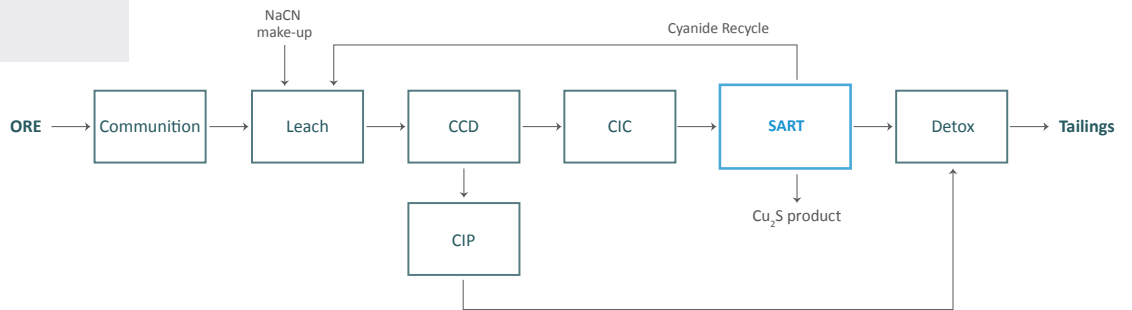 NaCN
make-up
Cyanide Recycle
ORE
Communition
Leach
CCD
CIC
SART
Detox
Tailings
CIP
Cu₂S product